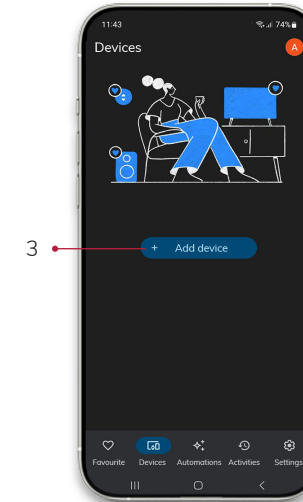 11:43 74%
Devices A
3
+ Add device
Favourite Devices Automations Activities Settings